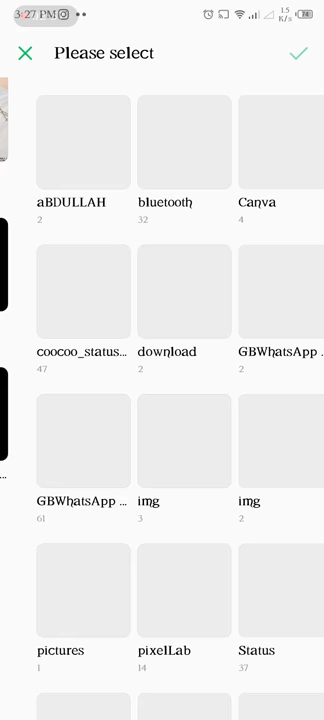 3:27 PM
1.5
K/s
74
Please select
aBDULLAH
bluetooth
Canva
2
32
4
coocoo_status...
download
GBWhatsApp .
47
2
2
GBWhatsApp ...
img
img
61
3
2
pictures
pixelLab
Status
1
14
37